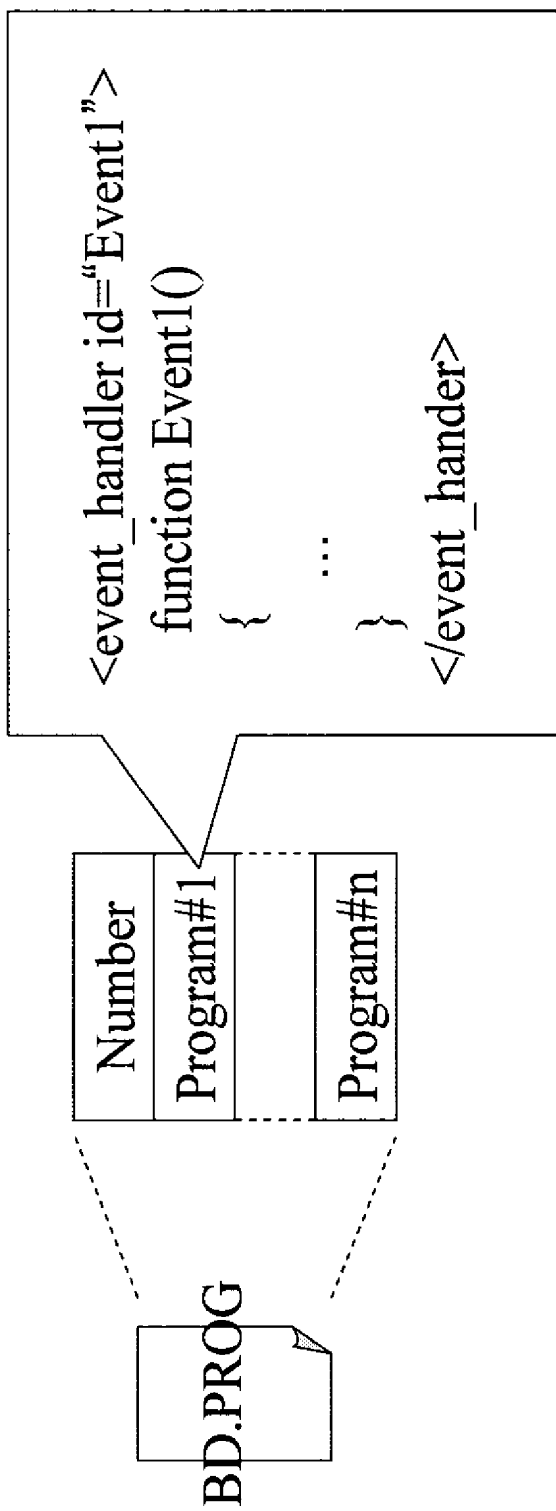 BD.PROG
Number
Program#1
Program#n
<event_handler id=“Event1”>
function Event1()
{
…
}
</event_hander>